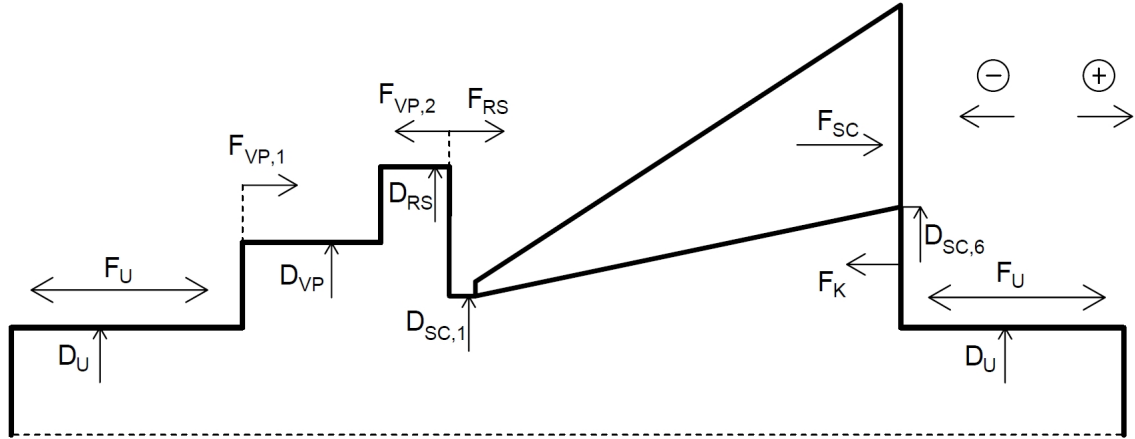 − +
F_VP,2 F_RS
F_SC
F_VP,1
D_RS
D_SC,6
F_U D_VP F_K F_U
D_SC,1
D_U D_U